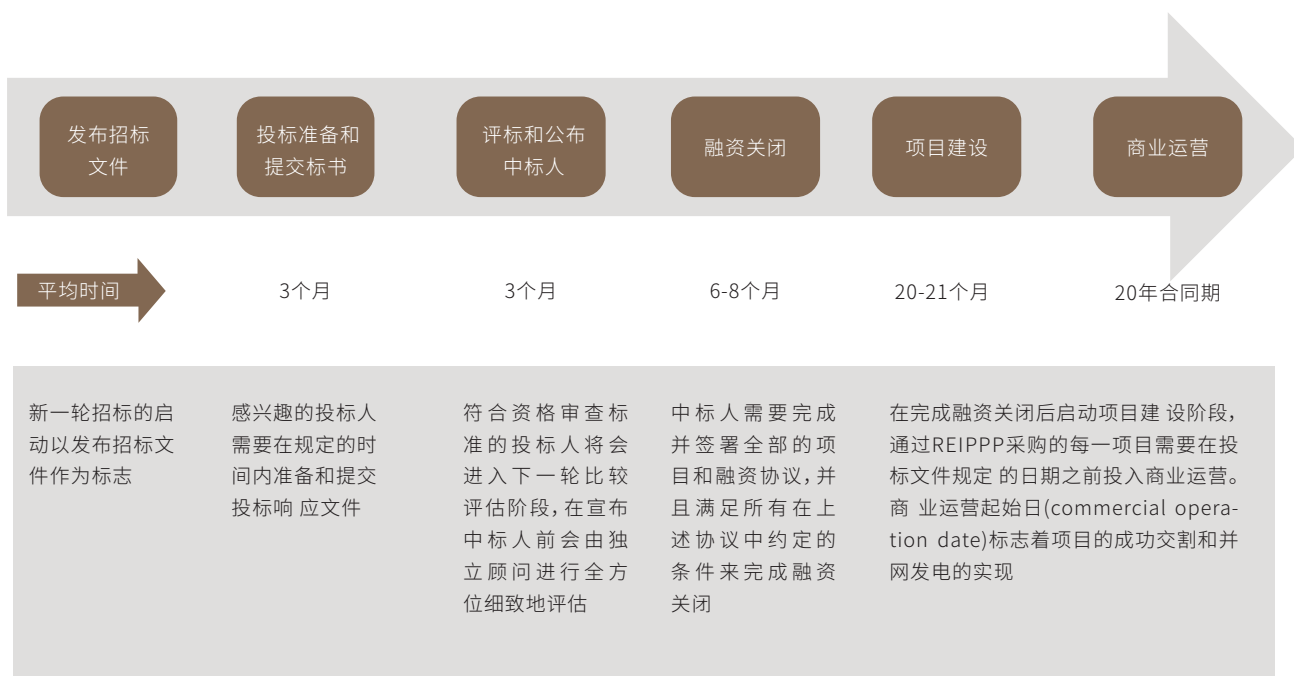 发布招标
文件
投标准备和
提交标书
评标和公布
中标人
融资关闭
项目建设
商业运营
平均时间
3个月
3个月
6-8个月
20-21个月
20年合同期
新一轮招标的启
动以发布招标文
件作为标志
感兴趣的投标人
需要在规定的时
间内准备和提交
投标响 应文件
符合资格审查标
准的投标人将会
进入下一轮比较
评估阶段，在宣布
中标人前会由独
立顾问进行全方
位细致地评估
中标人需要完成
并签署全部的项
目和融资协议，并
且满足所有在上
述协议中约定的
条件来完成融资
关闭
在完成融资关闭后启动项目建 设阶段，
通过REIPPP采购的每一项目需要在投
标文件规定 的日期之前投入商业运营。
商 业运营起始日(commercial opera-
tion date)标志着项目的成功交割和并
网发电的实现